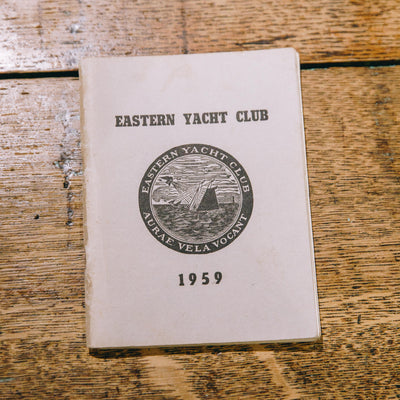 EASTERN YACHT CLUB
EASTERN YACHT CLUB
AURAE VELA VOCANT
1959